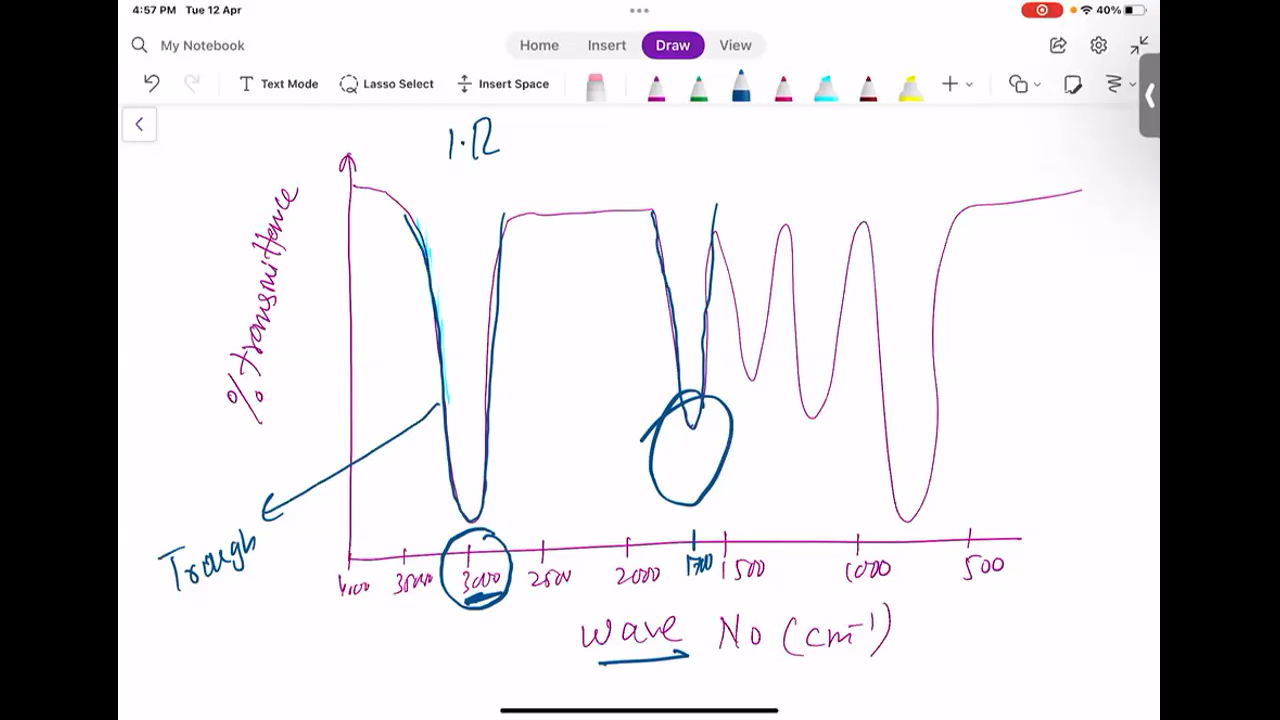 4:57 PM Tue 12 Apr
40%
My Notebook
Home Insert Draw View
Text Mode Lasso Select Insert Space
I.R
% transmittence
Trough
4000 3500 3000 2500 2000 1700 1500 1000 500
wave No (cm⁻¹)